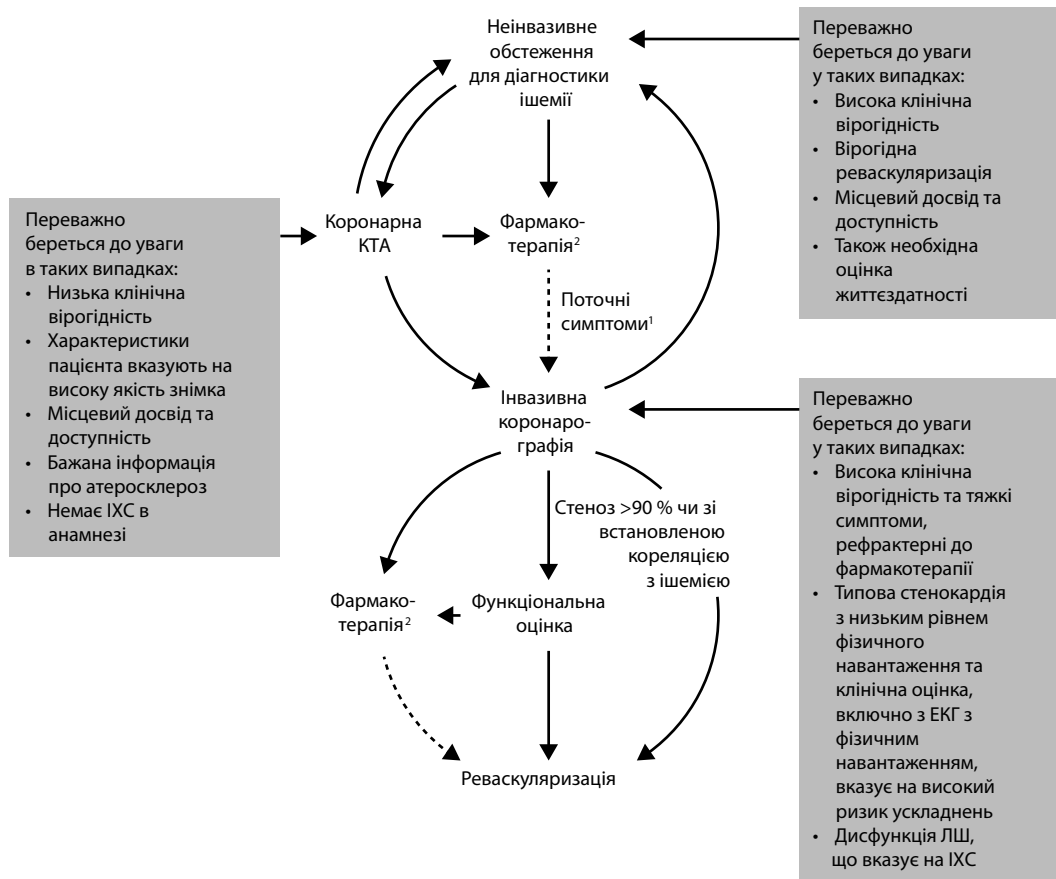 Неінвазивне
обстеження
для діагностики
ішемії
Переважно
береться до уваги
у таких випадках:
• Висока клінічна
вірогідність
• Вірогідна
реваскуляризація
• Місцевий досвід та
доступність
• Також необхідна
оцінка
життєздатності
Переважно
береться до уваги
в таких випадках:
• Низька клінічна
вірогідність
• Характеристики
пацієнта вказують на
високу якість знімка
• Місцевий досвід та
доступність
• Бажана інформація
про атеросклероз
• Немає ІХС в
анамнезі
Коронарна
КТА
Фармако-
терапія²
Поточні
симптоми¹
Інвазивна
коронаро-
графія
Переважно
береться до уваги
у таких випадках:
• Висока клінічна
вірогідність та тяжкі
симптоми,
рефрактерні до
фармакотерапії
• Типова стенокардія
з низьким рівнем
фізичного
навантаження та
клінічна оцінка,
включно з ЕКГ з
фізичним
навантаженням,
вказує на високий
ризик ускладнень
• Дисфункція ЛШ,
що вказує на ІХС
Стеноз >90 % чи зі
встановленою
кореляцією
з ішемією
Фармако-
терапія²
Функціональна
оцінка
Реваскуляризація